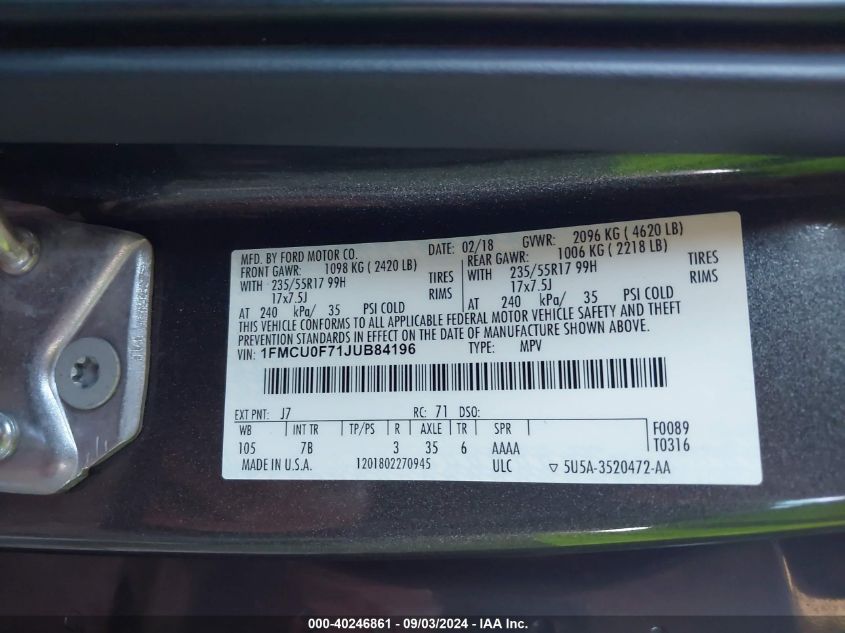 MFD. BY FORD MOTOR CO. DATE: 02/18 GVWR: 2096 KG ( 4620 LB)
FRONT GAWR: 1098 KG ( 2420 LB) REAR GAWR: 1006 KG ( 2218 LB)
WITH 235/55R17 99H TIRES WITH 235/55R17 99H TIRES
17x7.5J RIMS 17x7.5J RIMS
AT 240 kPa/ 35 PSI COLD AT 240 kPa/ 35 PSI COLD
THIS VEHICLE CONFORMS TO ALL APPLICABLE FEDERAL MOTOR VEHICLE SAFETY AND THEFT
PREVENTION STANDARDS IN EFFECT ON THE DATE OF MANUFACTURE SHOWN ABOVE.
VIN: 1FMCU0F71JUB84196 TYPE: MPV
EXT PNT: J7 RC: 71 DSO:
WB INT TR TP/PS R AXLE TR SPR F0089
105 7B 3 35 6 AAAA T0316
MADE IN U.S.A. 1201802270945 ULC ▽ 5U5A-3520472-AA
000-40246861 - 09/03/2024 - IAA Inc.